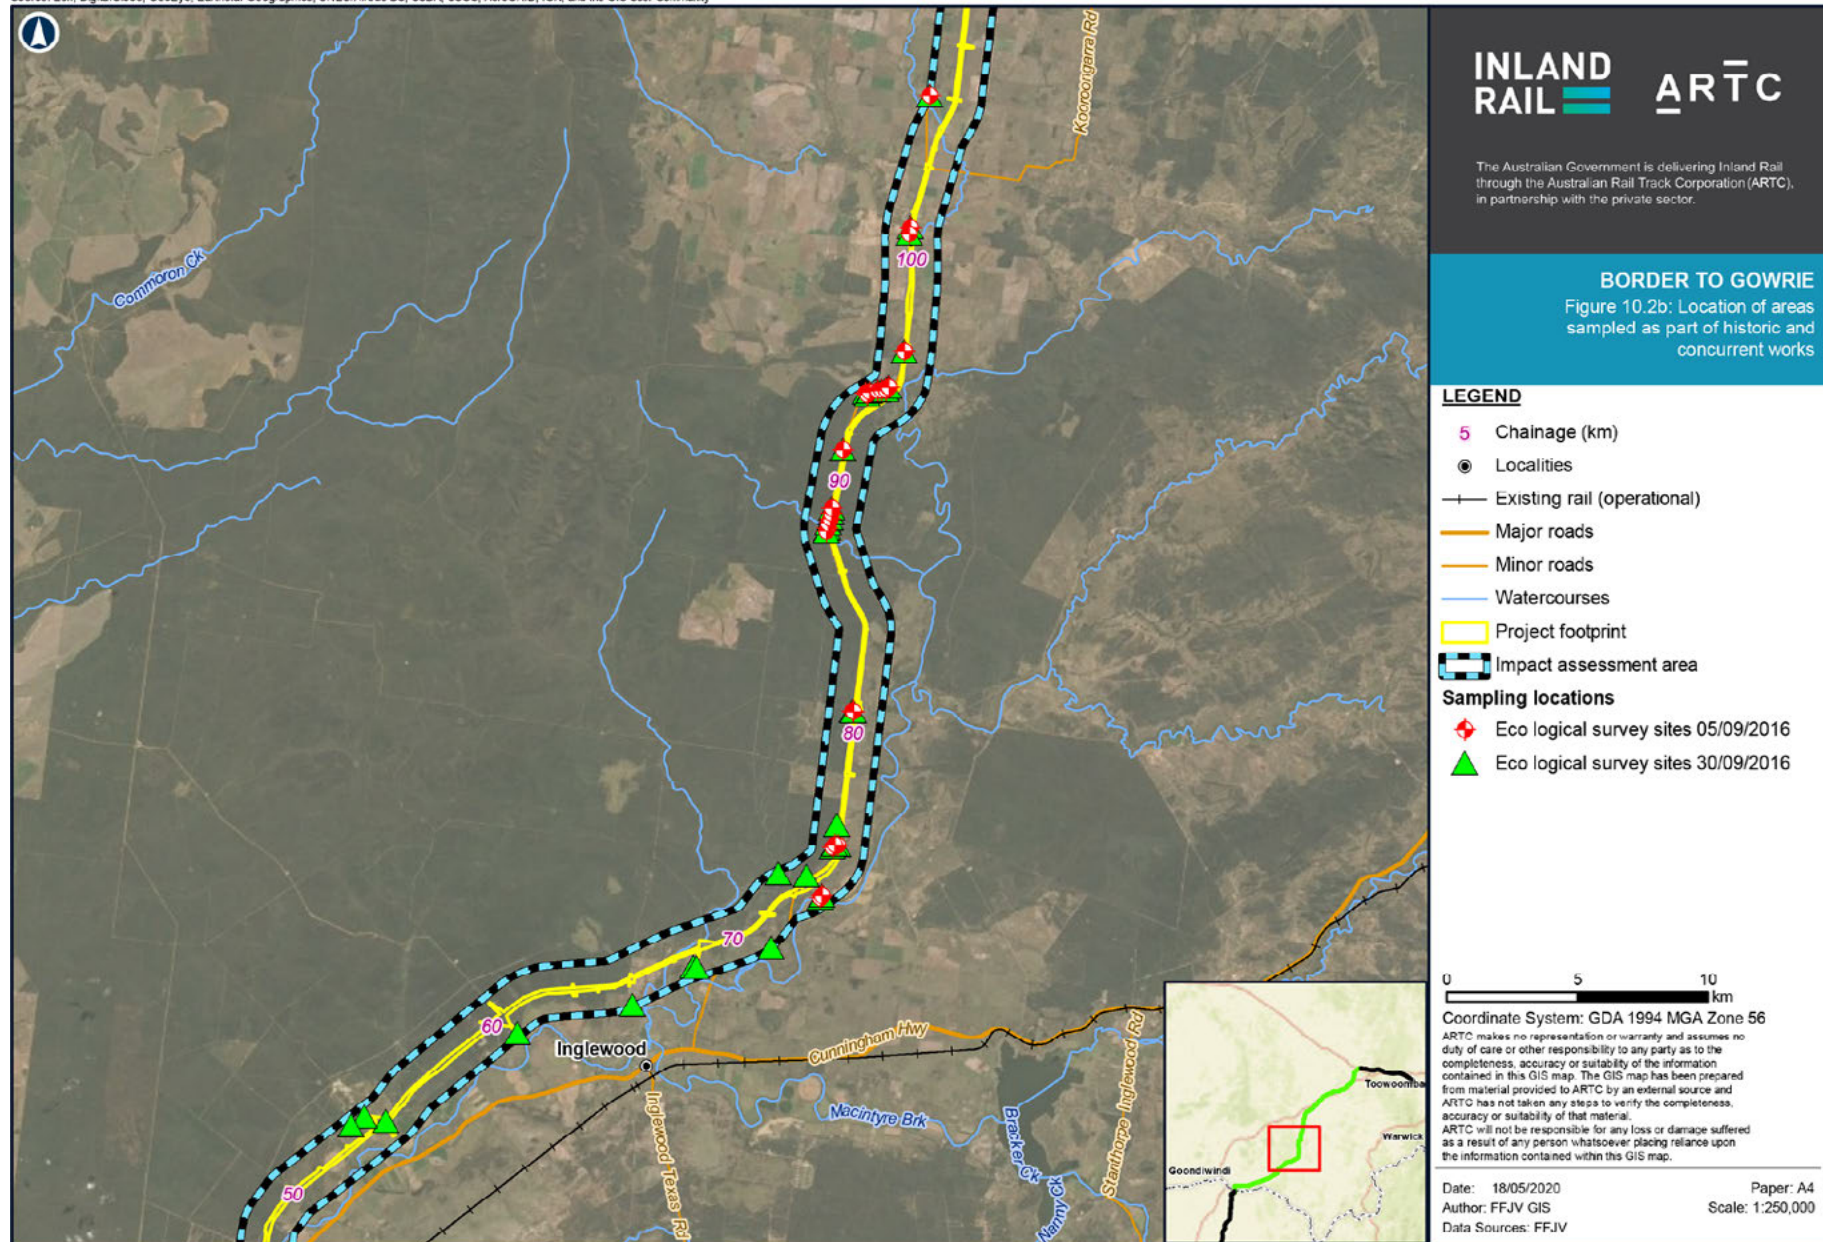 Kooroongarra Rd
Commoron Ck
100
90
80
70
60
50
Inglewood
Cunningham Hwy
Macintyre Brk
Bracker Ck
Nanny Ck
Stanthorpe Inglewood Rd
Inglewood Texas Rd
Toowoomba
Warwick
Goondiwindi
INLAND
RAIL
ARTC
The Australian Government is delivering Inland Rail
through the Australian Rail Track Corporation (ARTC),
in partnership with the private sector.
BORDER TO GOWRIE
Figure 10.2b: Location of areas
sampled as part of historic and
concurrent works
LEGEND
5 Chainage (km)
Localities
Existing rail (operational)
Major roads
Minor roads
Watercourses
Project footprint
Impact assessment area
Sampling locations
Eco logical survey sites 05/09/2016
Eco logical survey sites 30/09/2016
0 5 10
km
Coordinate System: GDA 1994 MGA Zone 56
ARTC makes no representation or warranty and assumes no
duty of care or other responsibility to any party as to the
completeness, accuracy or suitability of the information
contained in this GIS map. The GIS map has been prepared
from material provided to ARTC by an external source and
ARTC has not taken any steps to verify the completeness,
accuracy or suitability of that material.
ARTC will not be responsible for any loss or damage suffered
as a result of any person whatsoever placing reliance upon
the information contained within this GIS map.
Date: 18/05/2020 Paper: A4
Author: FFJV GIS Scale: 1:250,000
Data Sources: FFJV